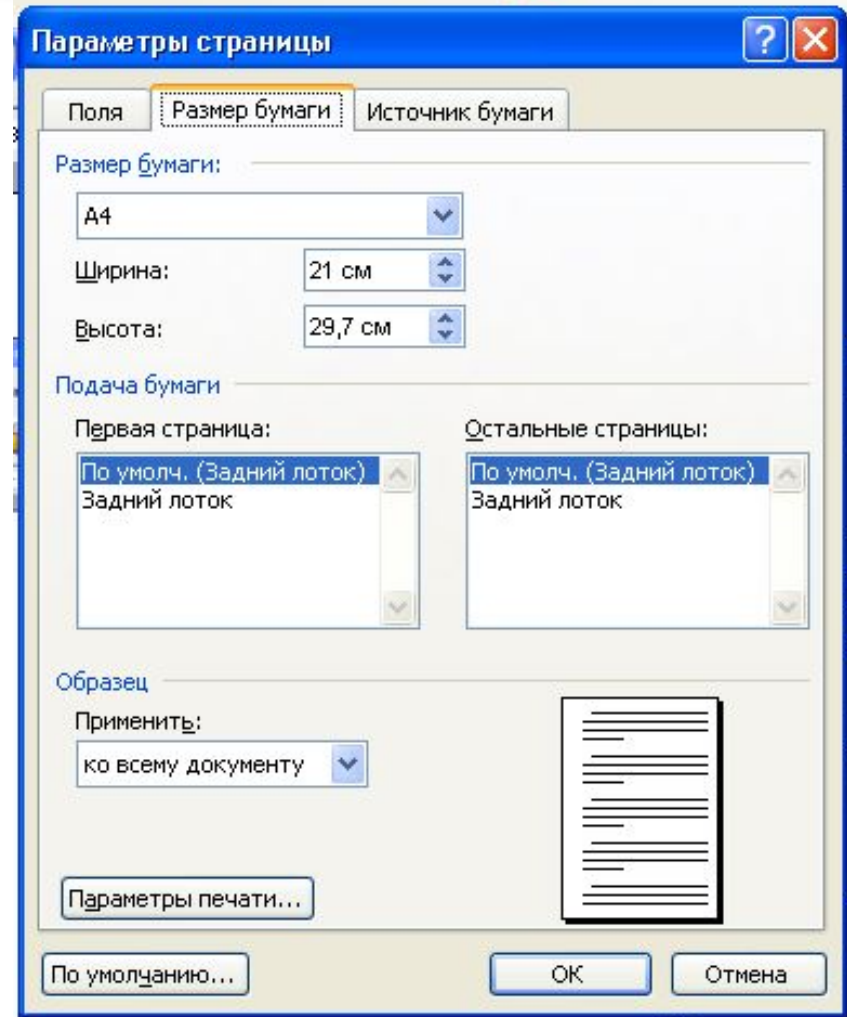 Параметры страницы
Поля Размер бумаги Источник бумаги
Размер бумаги:
A4
Ширина: 21 см
Высота: 29,7 см
Подача бумаги
Первая страница: Остальные страницы:
По умолч. (Задний лоток) По умолч. (Задний лоток)
Задний лоток Задний лоток
Образец
Применить:
ко всему документу
Параметры печати...
По умолчанию... ОК Отмена